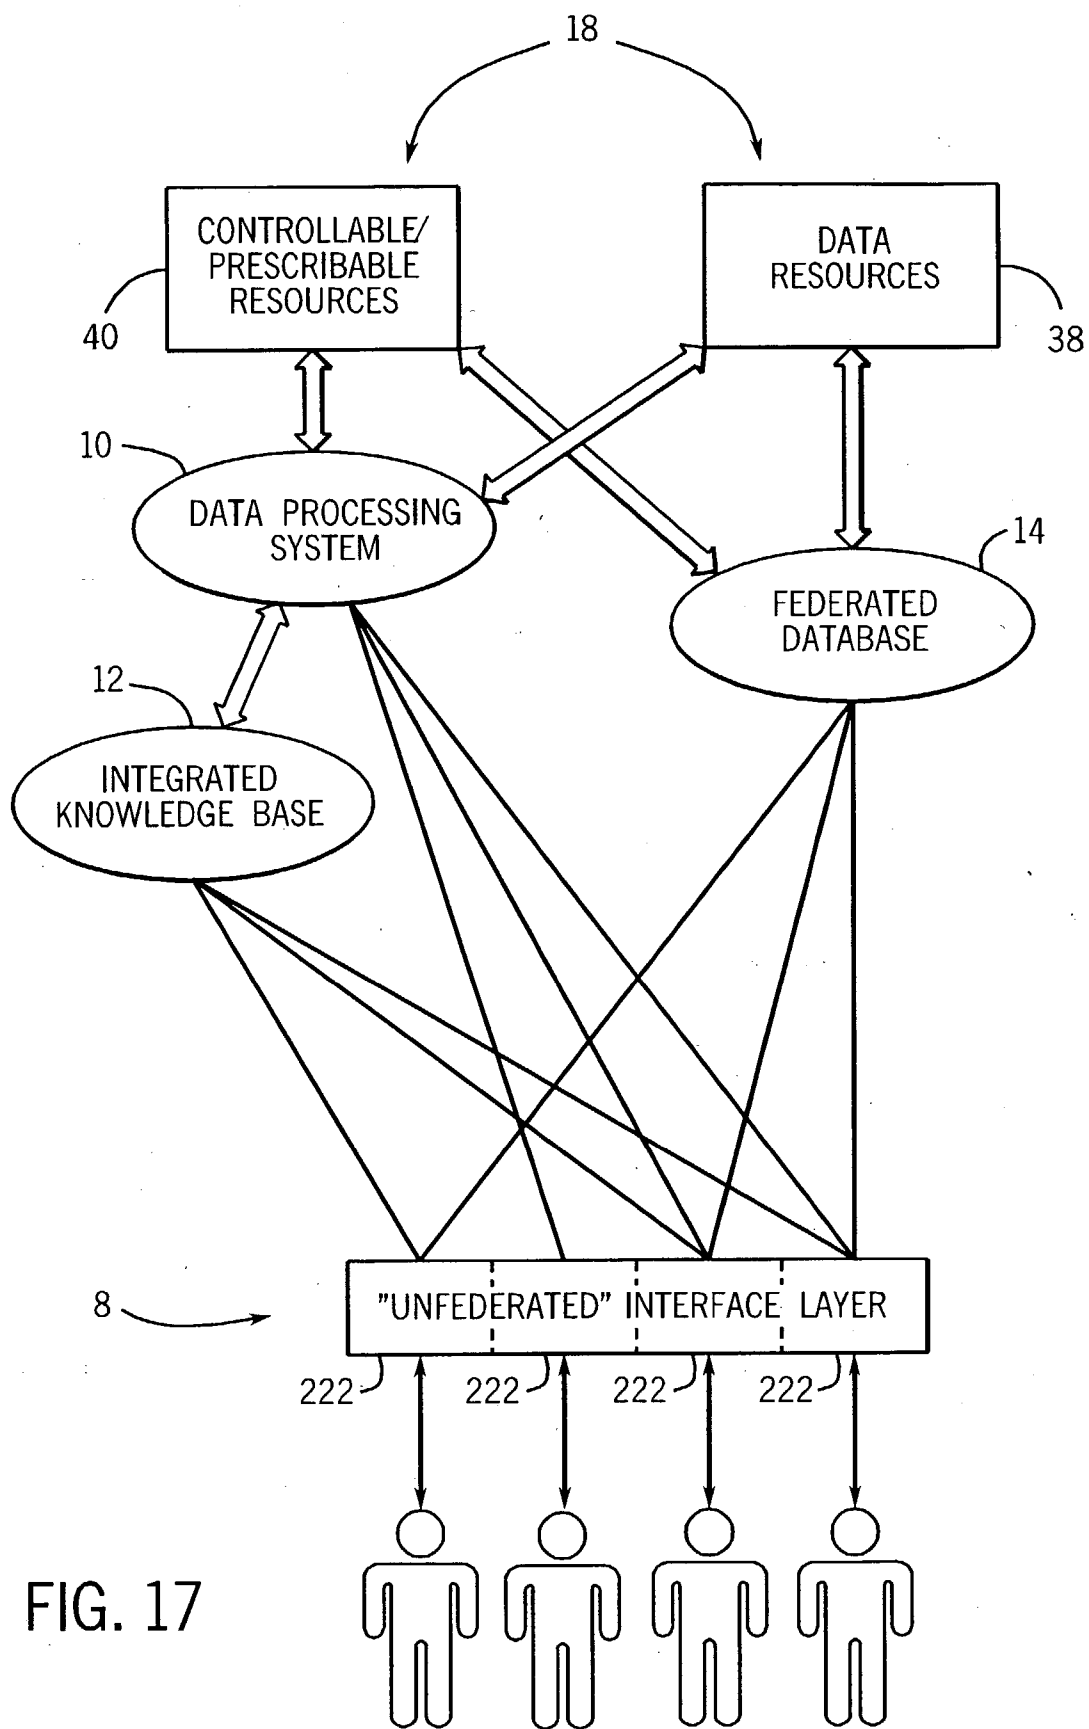 18
CONTROLLABLE/
PRESCRIBABLE
RESOURCES
DATA
RESOURCES
40
38
10
DATA PROCESSING
SYSTEM
14
FEDERATED
DATABASE
12
INTEGRATED
KNOWLEDGE BASE
8
"UNFEDERATED" INTERFACE LAYER
222 222 222 222
FIG. 17